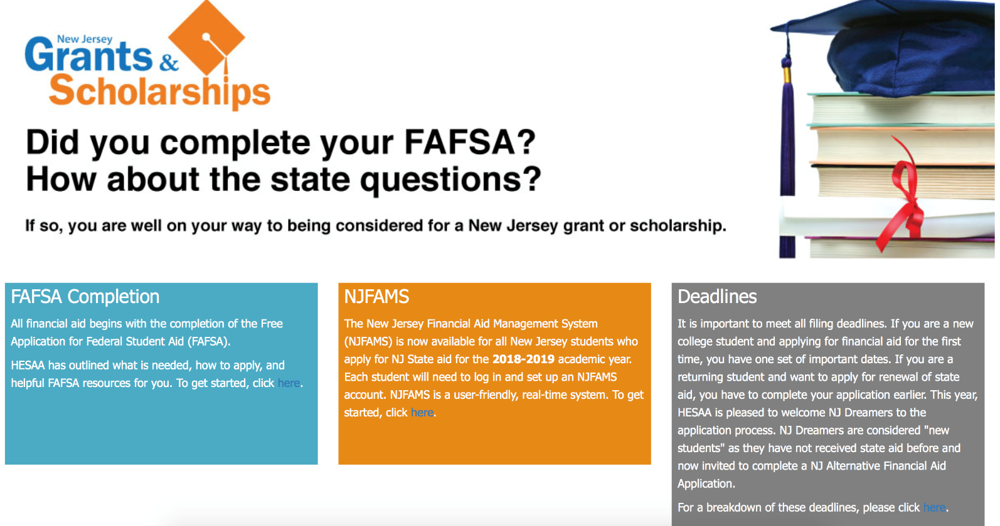 New Jersey
Grants &
Scholarships
Did you complete your FAFSA?
How about the state questions?
If so, you are well on your way to being considered for a New Jersey grant or scholarship.
FAFSA Completion
All financial aid begins with the completion of the Free
Application for Federal Student Aid (FAFSA).
HESAA has outlined what is needed, how to apply, and
helpful FAFSA resources for you. To get started, click here.
NJFAMS
The New Jersey Financial Aid Management System
(NJFAMS) is now available for all New Jersey students who
apply for NJ State aid for the 2018-2019 academic year.
Each student will need to log in and set up an NJFAMS
account. NJFAMS is a user-friendly, real-time system. To get
started, click here.
Deadlines
It is important to meet all filing deadlines. If you are a new
college student and applying for financial aid for the first
time, you have one set of important dates. If you are a
returning student and want to apply for renewal of state
aid, you have to complete your application earlier. This year,
HESAA is pleased to welcome NJ Dreamers to the
application process. NJ Dreamers are considered "new
students" as they have not received state aid before and
now invited to complete a NJ Alternative Financial Aid
Application.
For a breakdown of these deadlines, please click here.